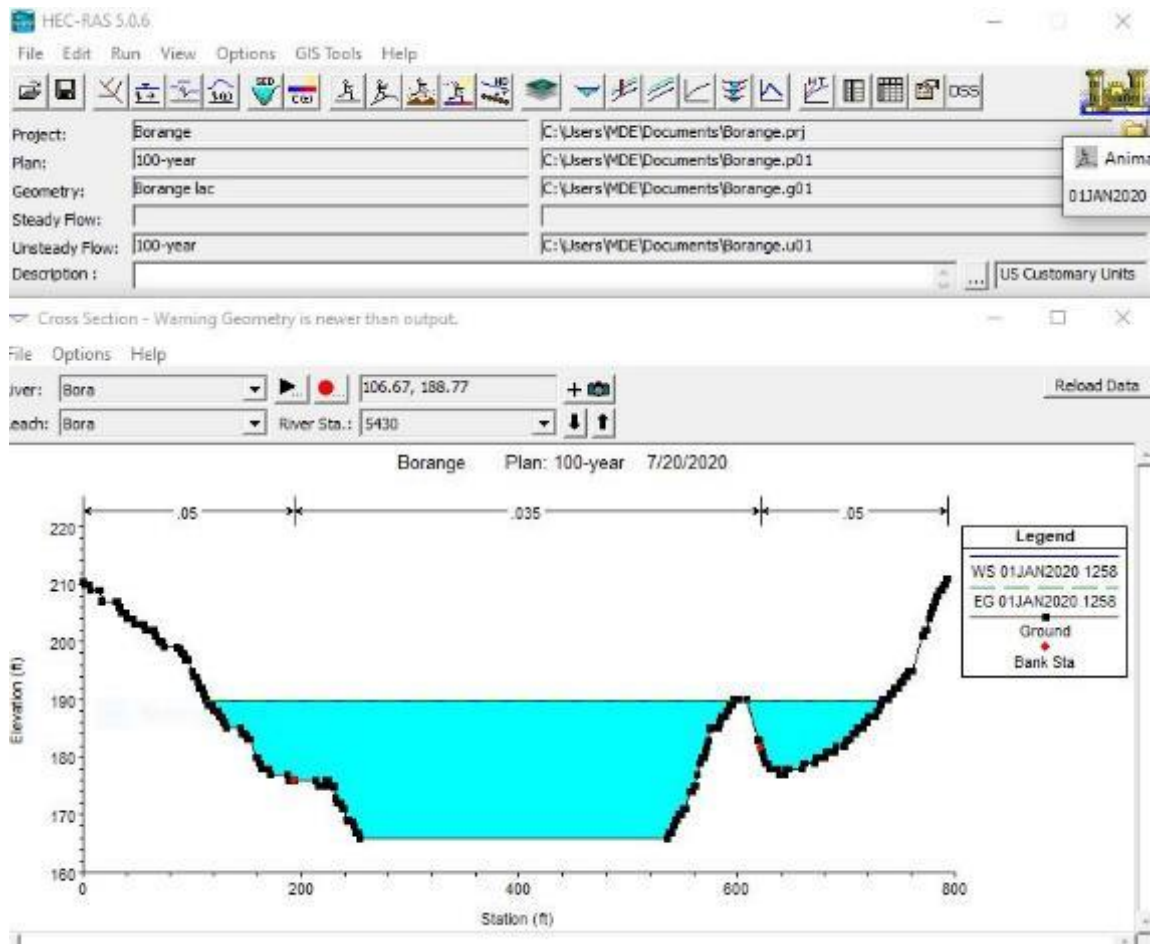 HEC-RAS 5.0.6
File Edit Run View Options GIS Tools Help
DSS
Project: Borange C:\Users\MDE\Documents\Borange.prj
Plan: 100-year C:\Users\MDE\Documents\Borange.p01
Anima
Geometry: Borange lac C:\Users\MDE\Documents\Borange.g01
01JAN2020
Steady Flow:
Unsteady Flow: 100-year C:\Users\MDE\Documents\Borange.u01
Description : ... US Customary Units
Cross Section - Warning Geometry is newer than output.
File Options Help
iver: Bora 106.67, 188.77 Reload Data
each: Bora River Sta.: 5430
Borange Plan: 100-year 7/20/2020
.05 .035 .05
Legend
WS 01JAN2020 1258
EG 01JAN2020 1258
Ground
Bank Sta
Elevation (ft)
220
210
200
190
180
170
160
0 200 400 600 800
Station (ft)